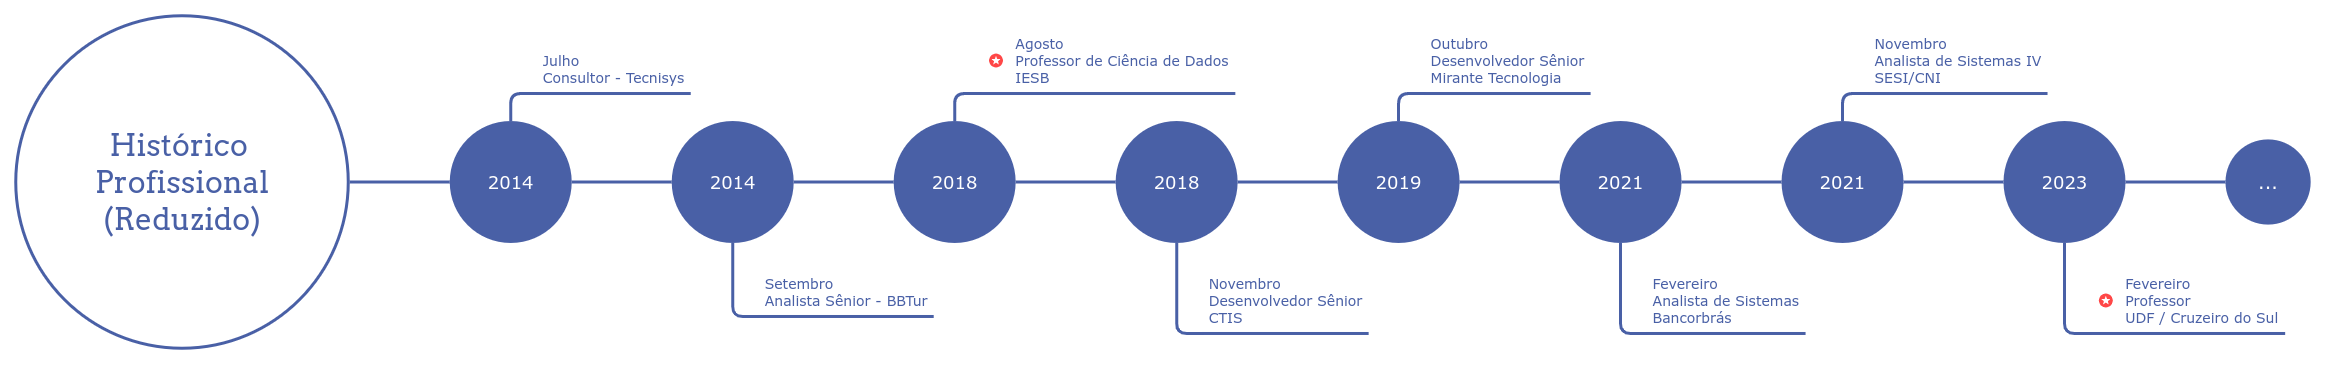 Histórico
Profissional
(Reduzido)
2014
Julho
Consultor - Tecnisys
2014
Setembro
Analista Sênior - BBTur
2018
Agosto
Professor de Ciência de Dados
IESB
2018
Novembro
Desenvolvedor Sênior
CTIS
2019
Outubro
Desenvolvedor Sênior
Mirante Tecnologia
2021
Fevereiro
Analista de Sistemas
Bancorbrás
2021
Novembro
Analista de Sistemas IV
SESI/CNI
2023
Fevereiro
Professor
UDF / Cruzeiro do Sul
...